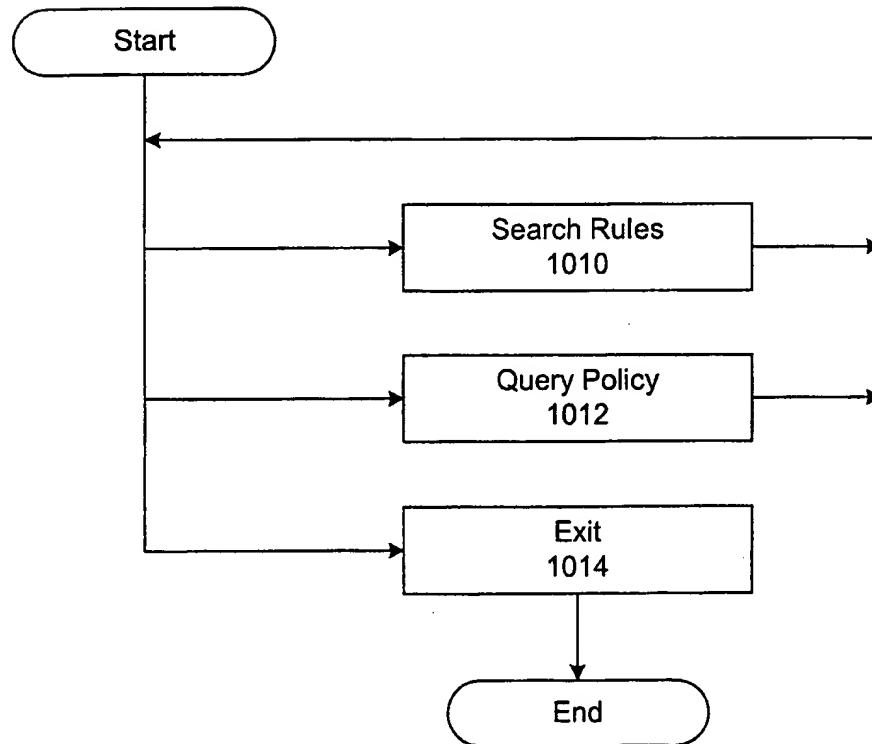 Start
Search Rules
1010
Query Policy
1012
Exit
1014
End